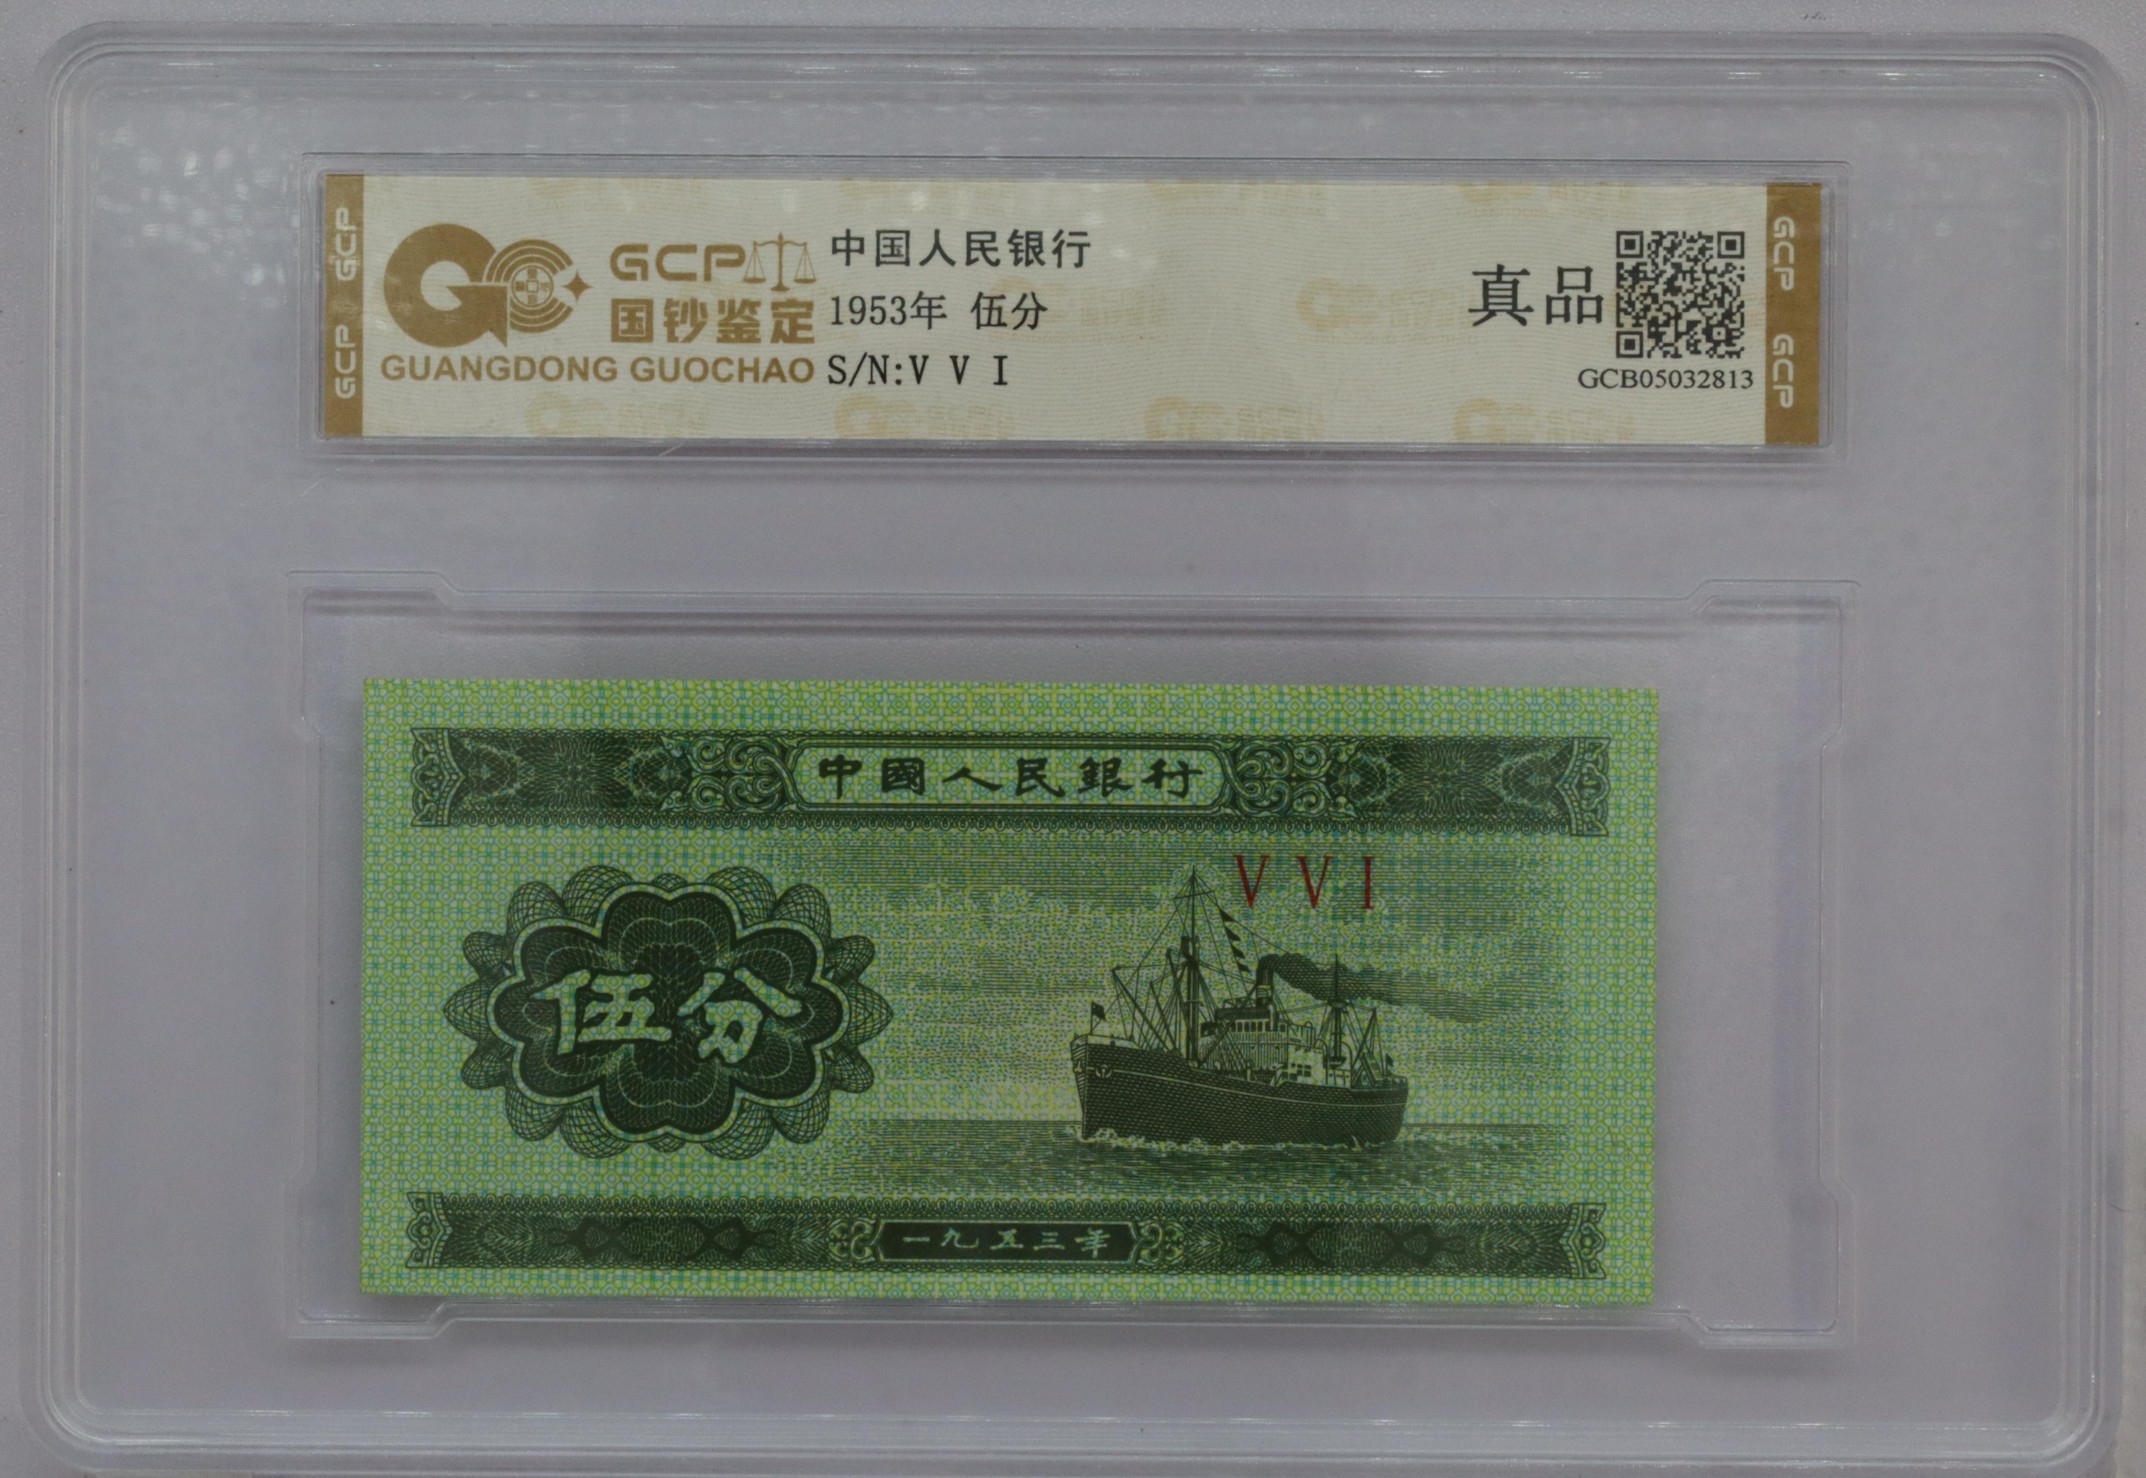 GCP GCP
GCP
国钞鉴定
GUANGDONG GUOCHAO
中国人民银行
1953年 伍分
S/N:V V I
真品
GCB05032813
GCP GCP
中國人民銀行
V V I
伍分
一九五三年